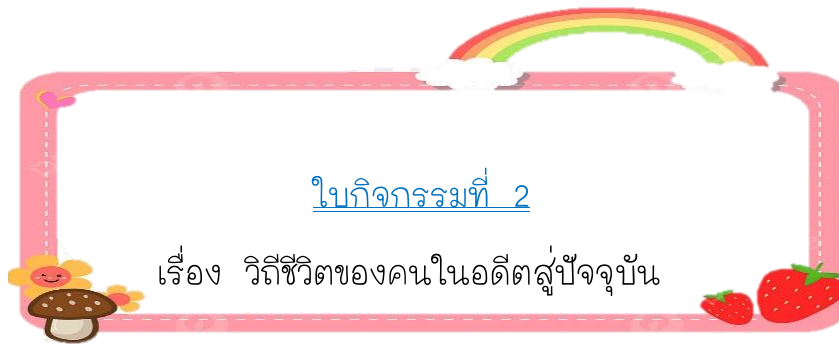 ใบกิจกรรมที่ 2
เรื่อง วิถีชีวิตของคนในอดีตสู่ปัจจุบัน